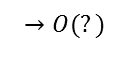 → O(?)